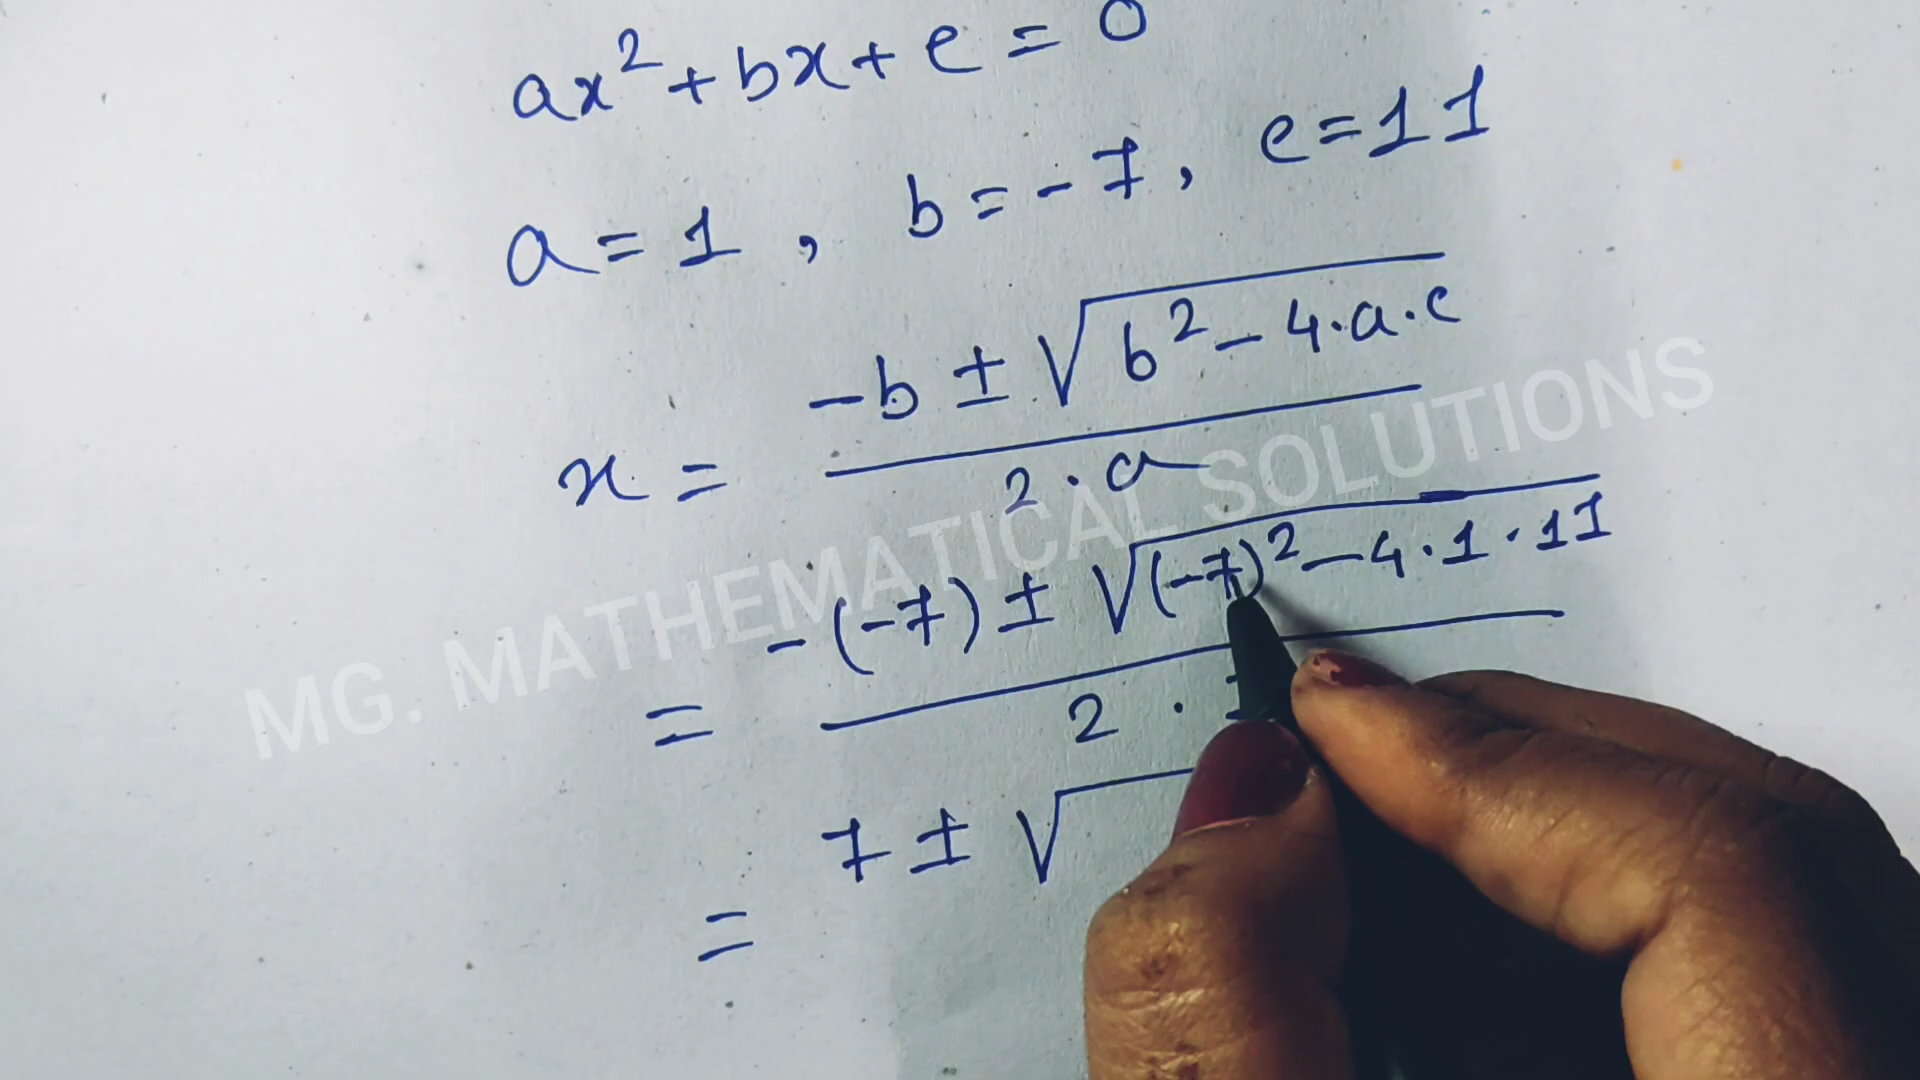 ax² + bx + c = 0
a = 1 , b = - 7 , c = 11
x = (-b ± √(b² - 4·a·c)) / (2·a)
= (-(-7) ± √((-7)² - 4·1·11)) / (2 ·
= 7 ± √
MG. MATHEMATICAL SOLUTIONS